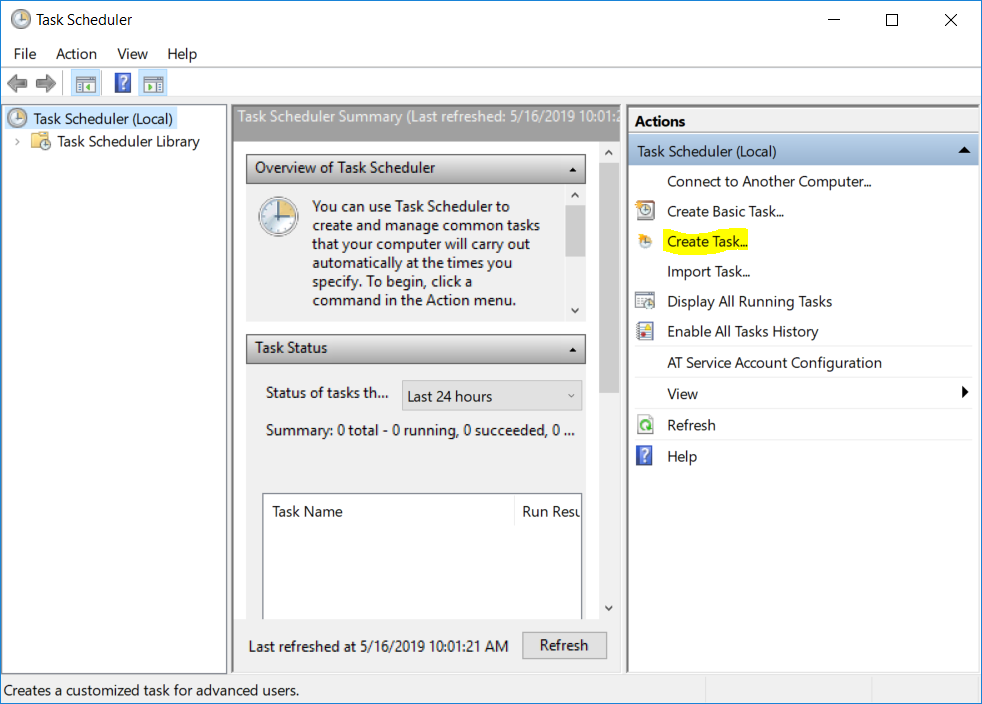 Task Scheduler
File Action View Help
Task Scheduler (Local)
Task Scheduler Library
Task Scheduler Summary (Last refreshed: 5/16/2019 10:01:2
Overview of Task Scheduler
You can use Task Scheduler to
create and manage common tasks
that your computer will carry out
automatically at the times you
specify. To begin, click a
command in the Action menu.
Task Status
Status of tasks th... Last 24 hours
Summary: 0 total - 0 running, 0 succeeded, 0 ...
Task Name Run Resu
Last refreshed at 5/16/2019 10:01:21 AM Refresh
Actions
Task Scheduler (Local)
Connect to Another Computer...
Create Basic Task...
Create Task...
Import Task...
Display All Running Tasks
Enable All Tasks History
AT Service Account Configuration
View
Refresh
Help
Creates a customized task for advanced users.